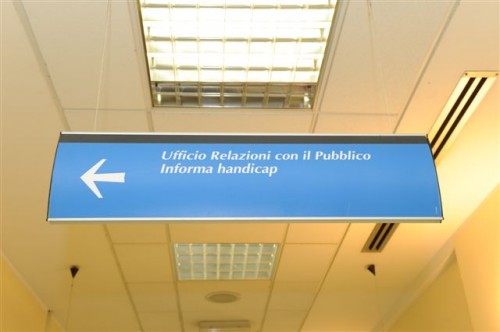 Ufficio Relazioni con il Pubblico
Informa handicap